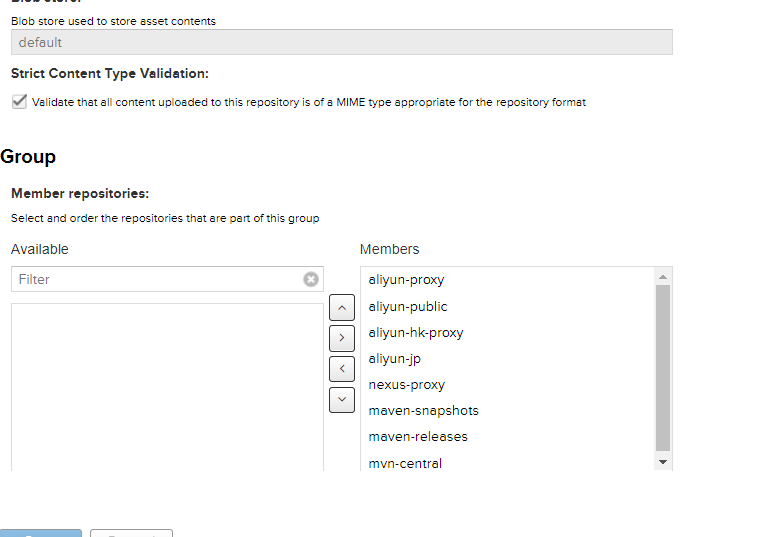 Blob store used to store asset contents
default
Strict Content Type Validation:
Validate that all content uploaded to this repository is of a MIME type appropriate for the repository format
Group
Member repositories:
Select and order the repositories that are part of this group
Available
Members
Filter
aliyun-proxy
aliyun-public
aliyun-hk-proxy
aliyun-jp
nexus-proxy
maven-snapshots
maven-releases
mvn-central